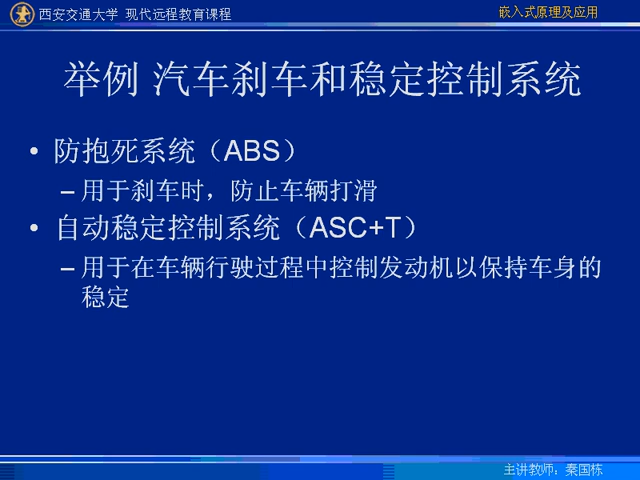 西安交通大学 现代远程教育课程
嵌入式原理及应用
举例 汽车刹车和稳定控制系统
• 防抱死系统（ABS）
– 用于刹车时，防止车辆打滑
• 自动稳定控制系统（ASC+T）
– 用于在车辆行驶过程中控制发动机以保持车身的
稳定
主讲教师：秦国栋